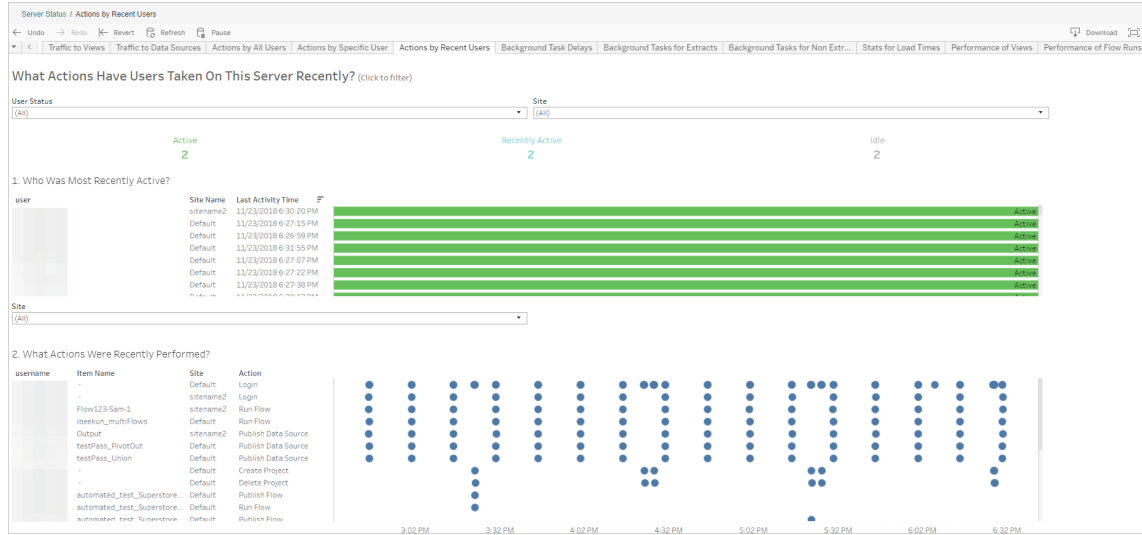 Server Status / Actions by Recent Users
← Undo → Redo |← Revert Refresh Pause Download
Traffic to Views Traffic to Data Sources Actions by All Users Actions by Specific User Actions by Recent Users Background Task Delays Background Tasks for Extracts Background Tasks for Non Extr... Stats for Load Times Performance of Views Performance of Flow Runs
What Actions Have Users Taken On This Server Recently? (Click to filter)
User Status Site
(All) (All)
Active Recently Active Idle
2 2 2
1. Who Was Most Recently Active?
user Site Name Last Activity Time
sitename2 11/23/2018 6:30:20 PM Active
Default 11/23/2018 6:27:15 PM Active
Default 11/23/2018 6:26:59 PM Active
Default 11/23/2018 6:31:55 PM Active
Default 11/23/2018 6:27:07 PM Active
Default 11/23/2018 6:27:22 PM Active
Default 11/23/2018 6:27:38 PM Active
Site
(All)
2. What Actions Were Recently Performed?
username Item Name Site Action
- Default Login
- sitename2 Login
Flow123-Sam-1 sitename2 Run Flow
ibeekun_multiFlows Default Run Flow
Output sitename2 Publish Data Source
testPass_PivotOut Default Publish Data Source
testPass_Union Default Publish Data Source
- Default Create Project
- Default Delete Project
automated_test_Superstore... Default Publish Flow
automated_test_Superstore... Default Run Flow
automated_test_Superstore... Default Publish Flow
3:02 PM 3:32 PM 4:02 PM 4:32 PM 5:02 PM 5:32 PM 6:02 PM 6:32 PM